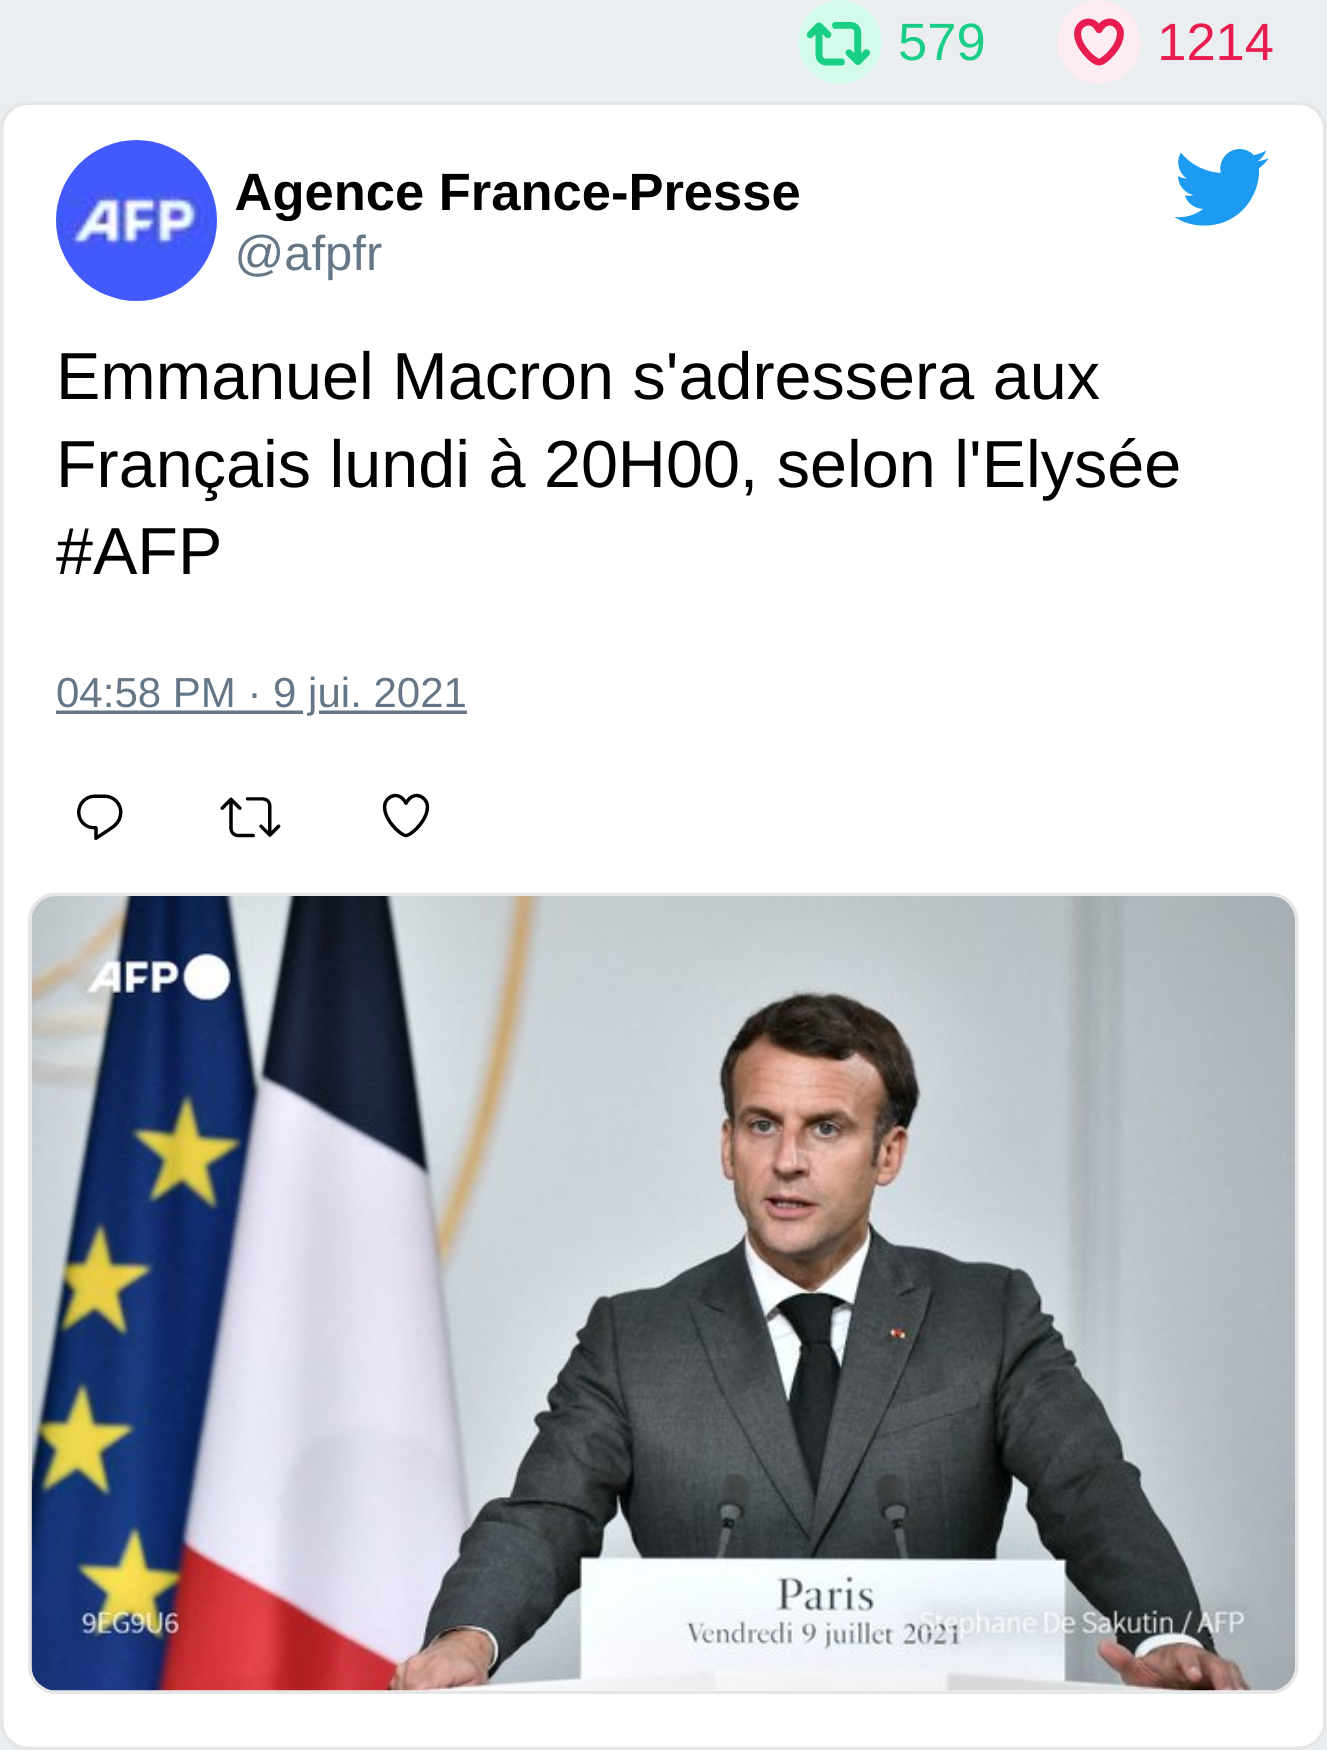 579 1214
AFP
Agence France-Presse
@afpfr
Emmanuel Macron s'adressera aux
Français lundi à 20H00, selon l'Elysée
#AFP
04:58 PM · 9 jui. 2021
AFP
Paris
Vendredi 9 juillet 2021
9EG9U6
Stephane De Sakutin / AFP